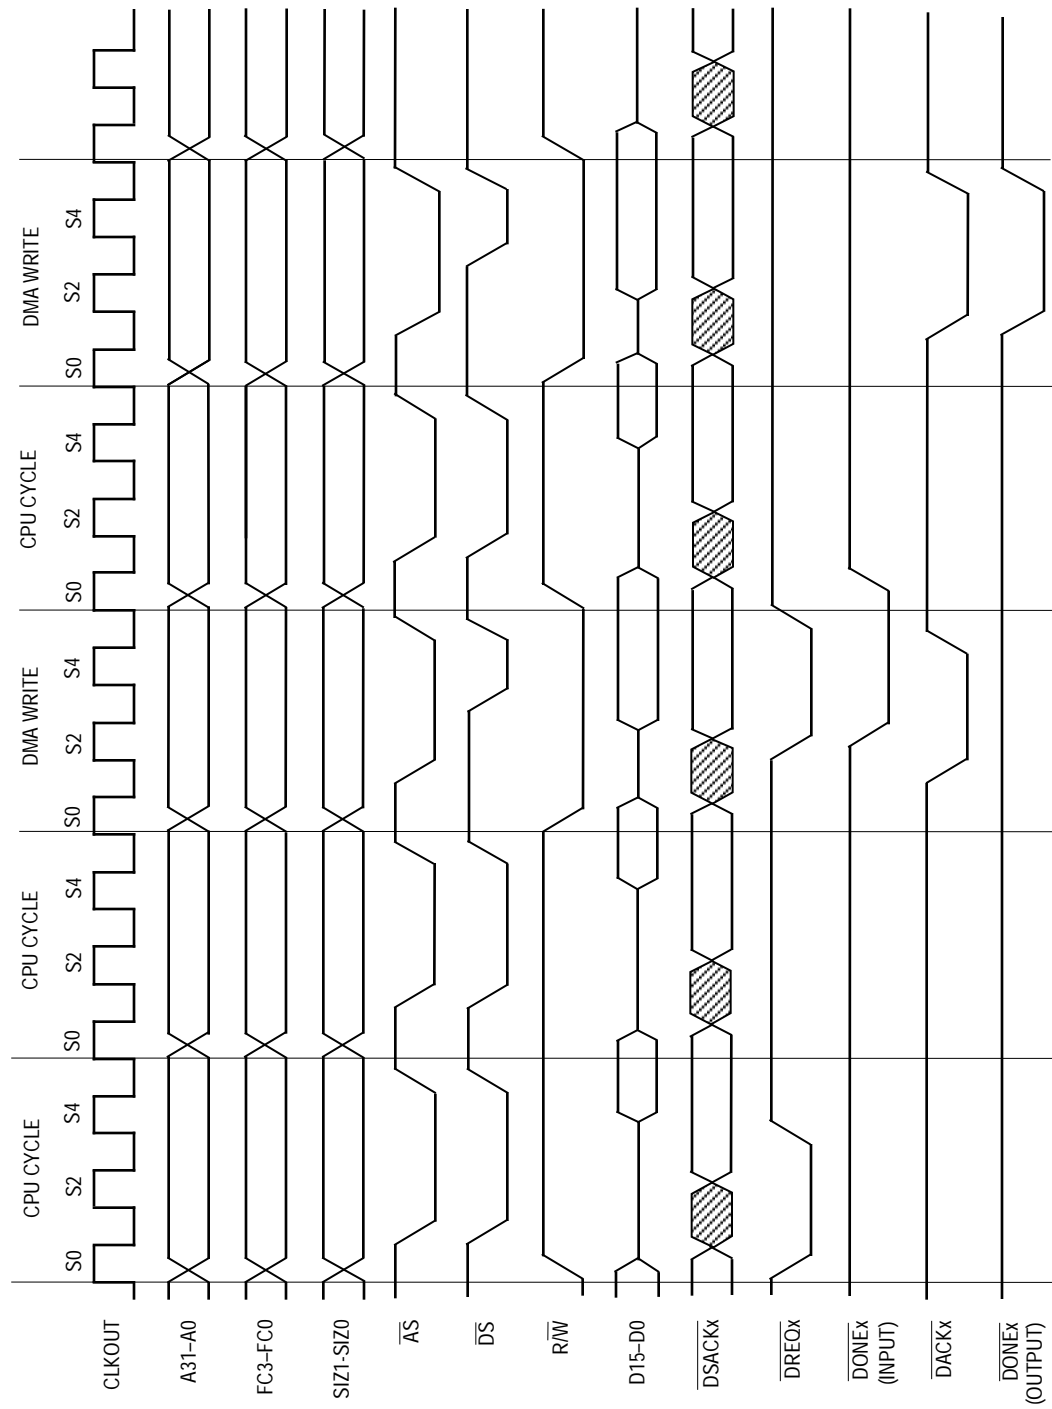 CPU CYCLE CPU CYCLE DMA WRITE CPU CYCLE DMA WRITE
S0 S2 S4 S0 S2 S4 S0 S2 S4 S0 S2 S4 S0 S2 S4
CLKOUT
A31–A0
FC3–FC0
SIZ1-SIZ0
AS
DS
R/W
D15–D0
DSACKx
DREQx
DONEx
(INPUT)
DACKx
DONEx
(OUTPUT)